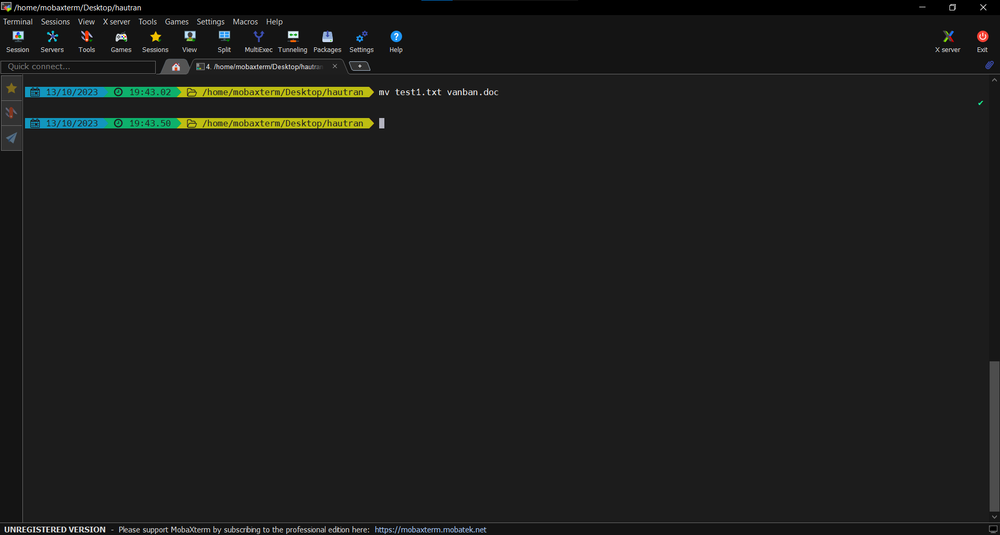 /home/mobaxterm/Desktop/hautran
Terminal Sessions View X server Tools Games Settings Macros Help
Session Servers Tools Games Sessions View Split MultiExec Tunneling Packages Settings Help X server Exit
Quick connect... 4. /home/mobaxterm/Desktop/hautran
13/10/2023 19:43.02 /home/mobaxterm/Desktop/hautran mv test1.txt vanban.doc
13/10/2023 19:43.50 /home/mobaxterm/Desktop/hautran
UNREGISTERED VERSION - Please support MobaXterm by subscribing to the professional edition here: https://mobaxterm.mobatek.net